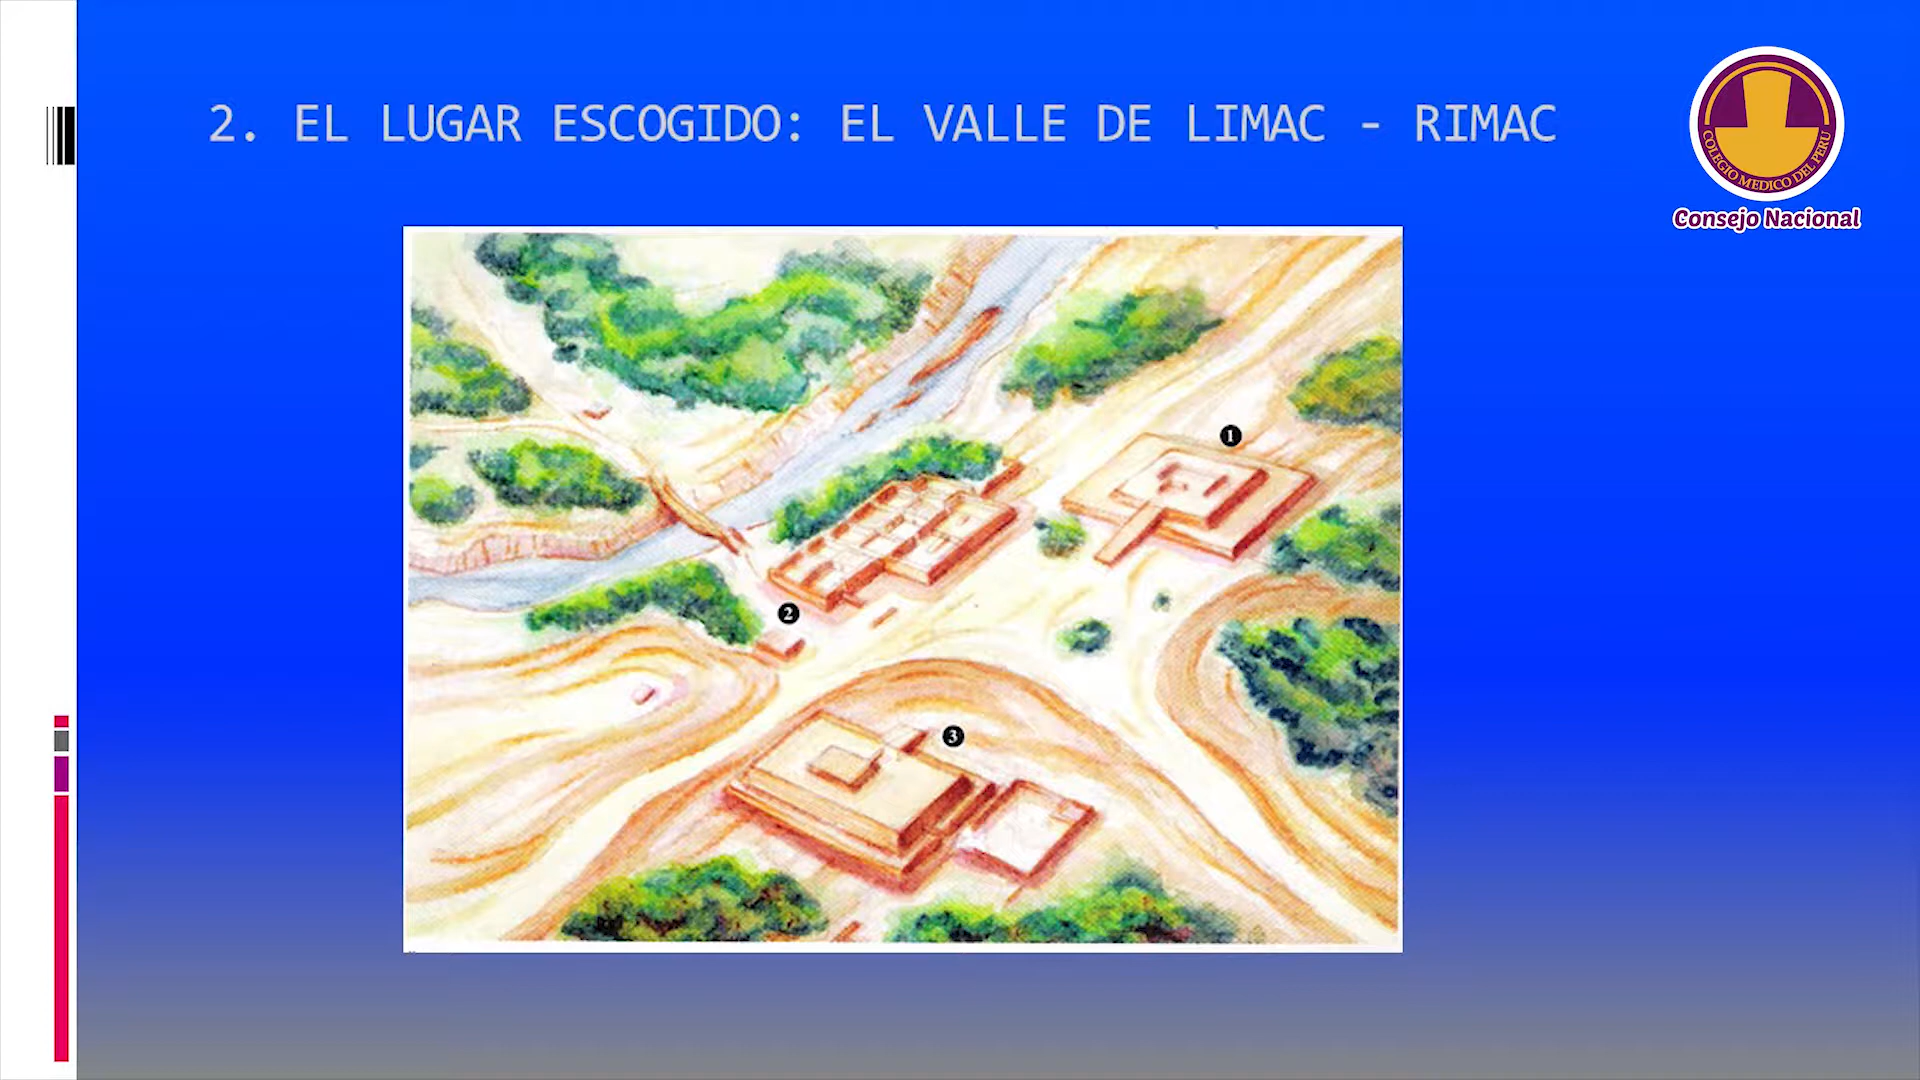 2. EL LUGAR ESCOGIDO: EL VALLE DE LIMAC - RIMAC
COLEGIO MEDICO DEL PERU
Consejo Nacional
1
2
3